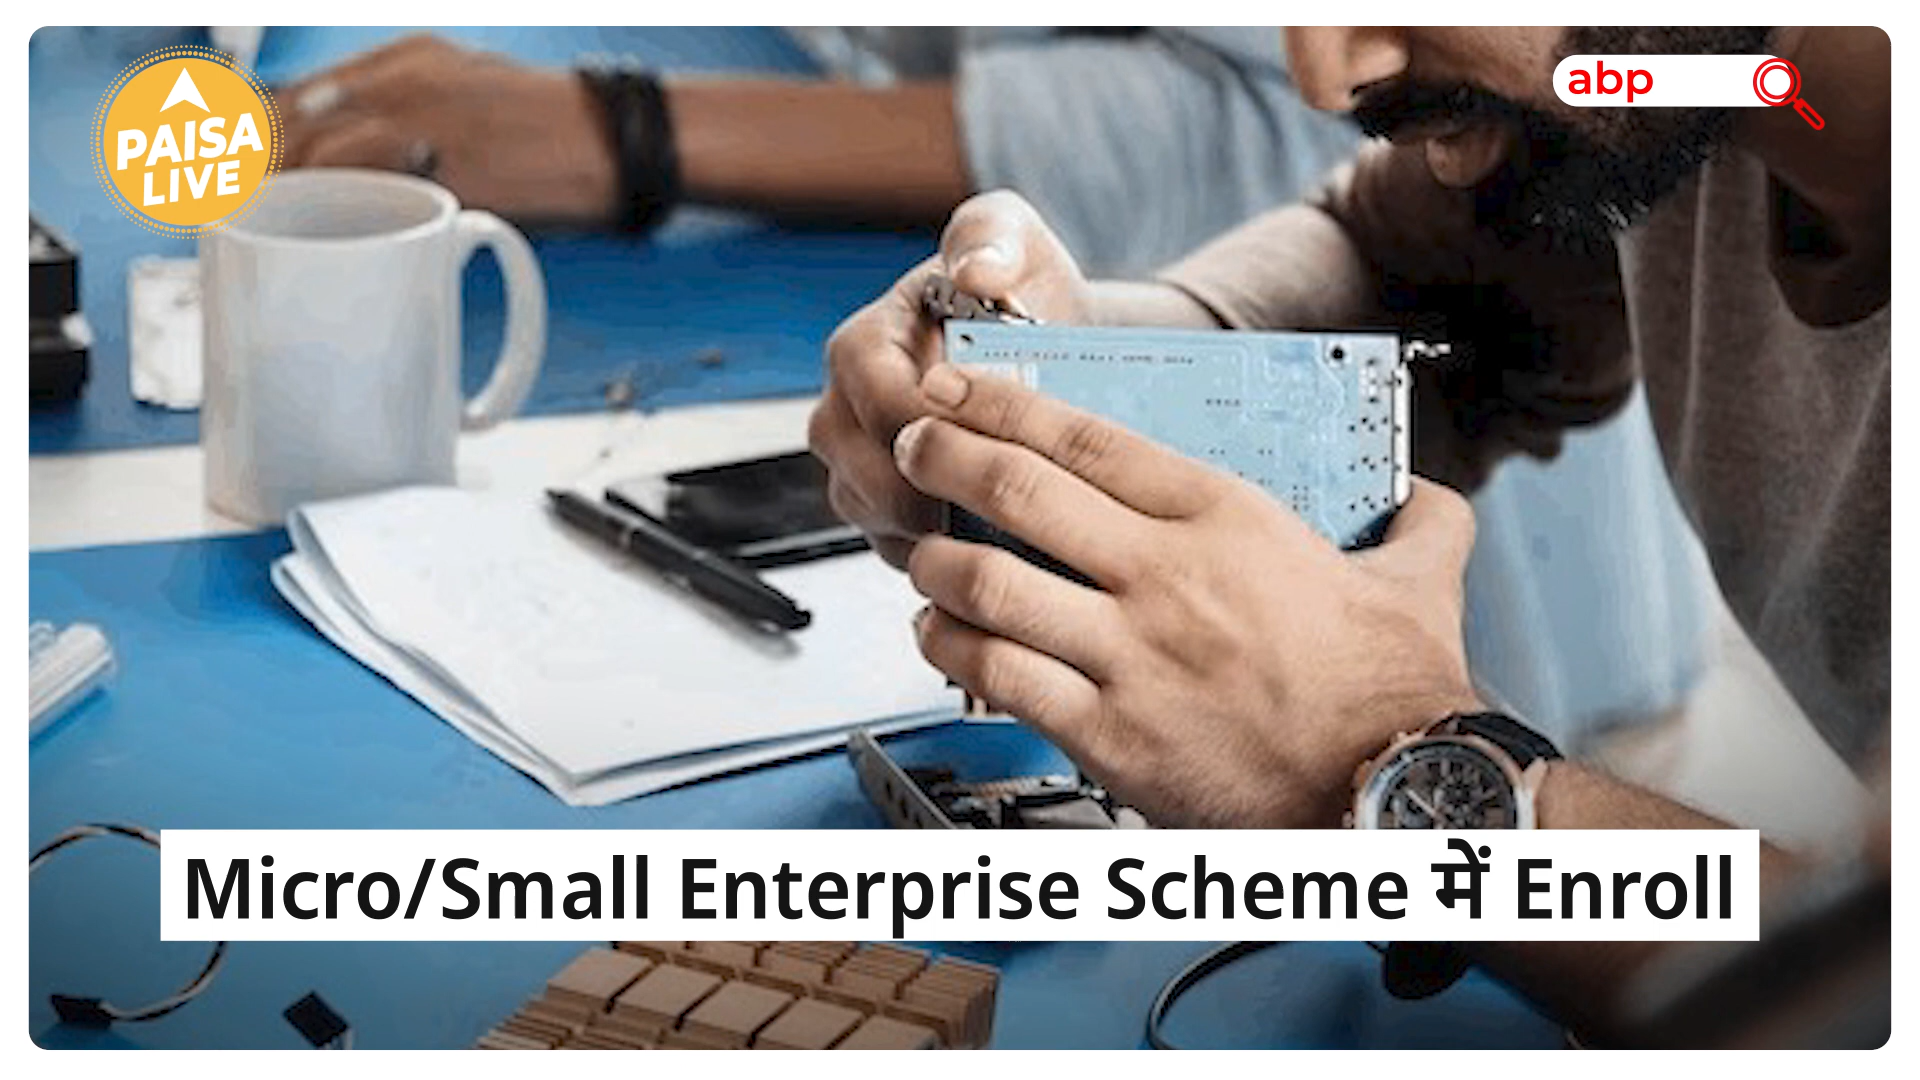 PAISA
LIVE
abp
Micro/Small Enterprise Scheme में Enroll